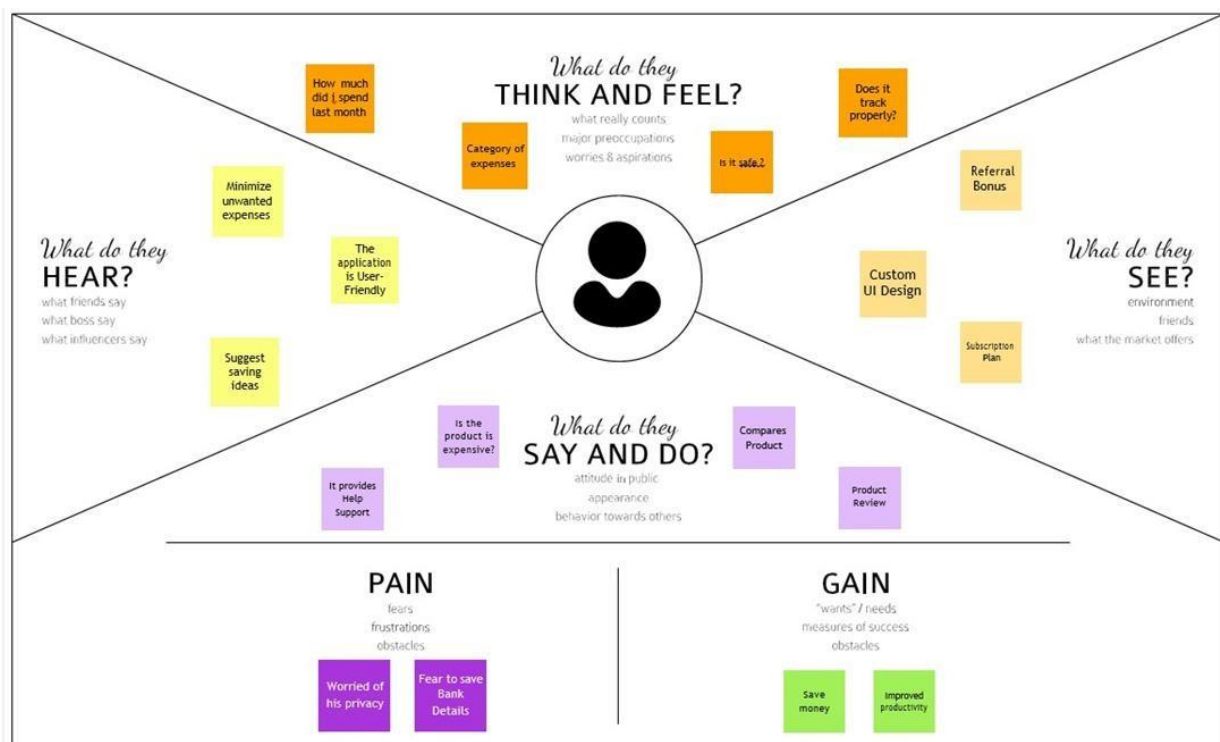 What do they
THINK AND FEEL?
what really counts
major preoccupations
worries & aspirations
How much
did i spend
last month
Category of
expenses
Is it safe.?
Does it
track
properly?
What do they
HEAR?
what friends say
what boss say
what influencers say
Minimize
unwanted
expenses
The
application
is User-
Friendly
Suggest
saving
ideas
What do they
SEE?
environment
friends
what the market offers
Referral
Bonus
Custom
UI Design
Subscription
Plan
What do they
SAY AND DO?
attitude in public
appearance
behavior towards others
Is the
product is
expensive?
It provides
Help
Support
Compares
Product
Product
Review
PAIN
fears
frustrations
obstacles
Worried of
his privacy
Fear to save
Bank
Details
GAIN
"wants" / needs
measures of success
obstacles
Save
money
Improved
productivity